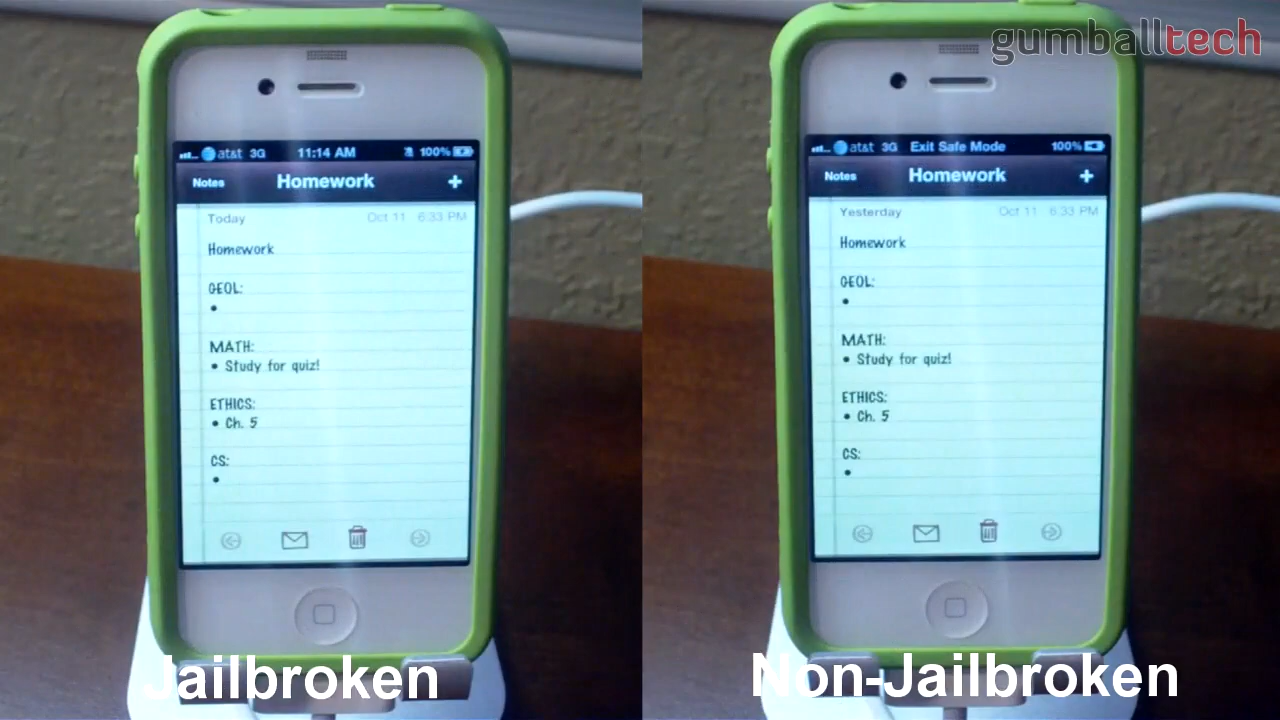 gumballtech
at&t 3G 11:14 AM 100%
Notes Homework +
Today Oct 11 6:33 PM
Homework
GEOL:
•
MATH:
• Study for quiz!
ETHICS:
• Ch. 5
CS:
•
Jailbroken
at&t 3G Exit Safe Mode 100%
Notes Homework +
Yesterday Oct 11 6:33 PM
Homework
GEOL:
•
MATH:
• Study for quiz!
ETHICS:
• Ch. 5
CS:
•
Non-Jailbroken